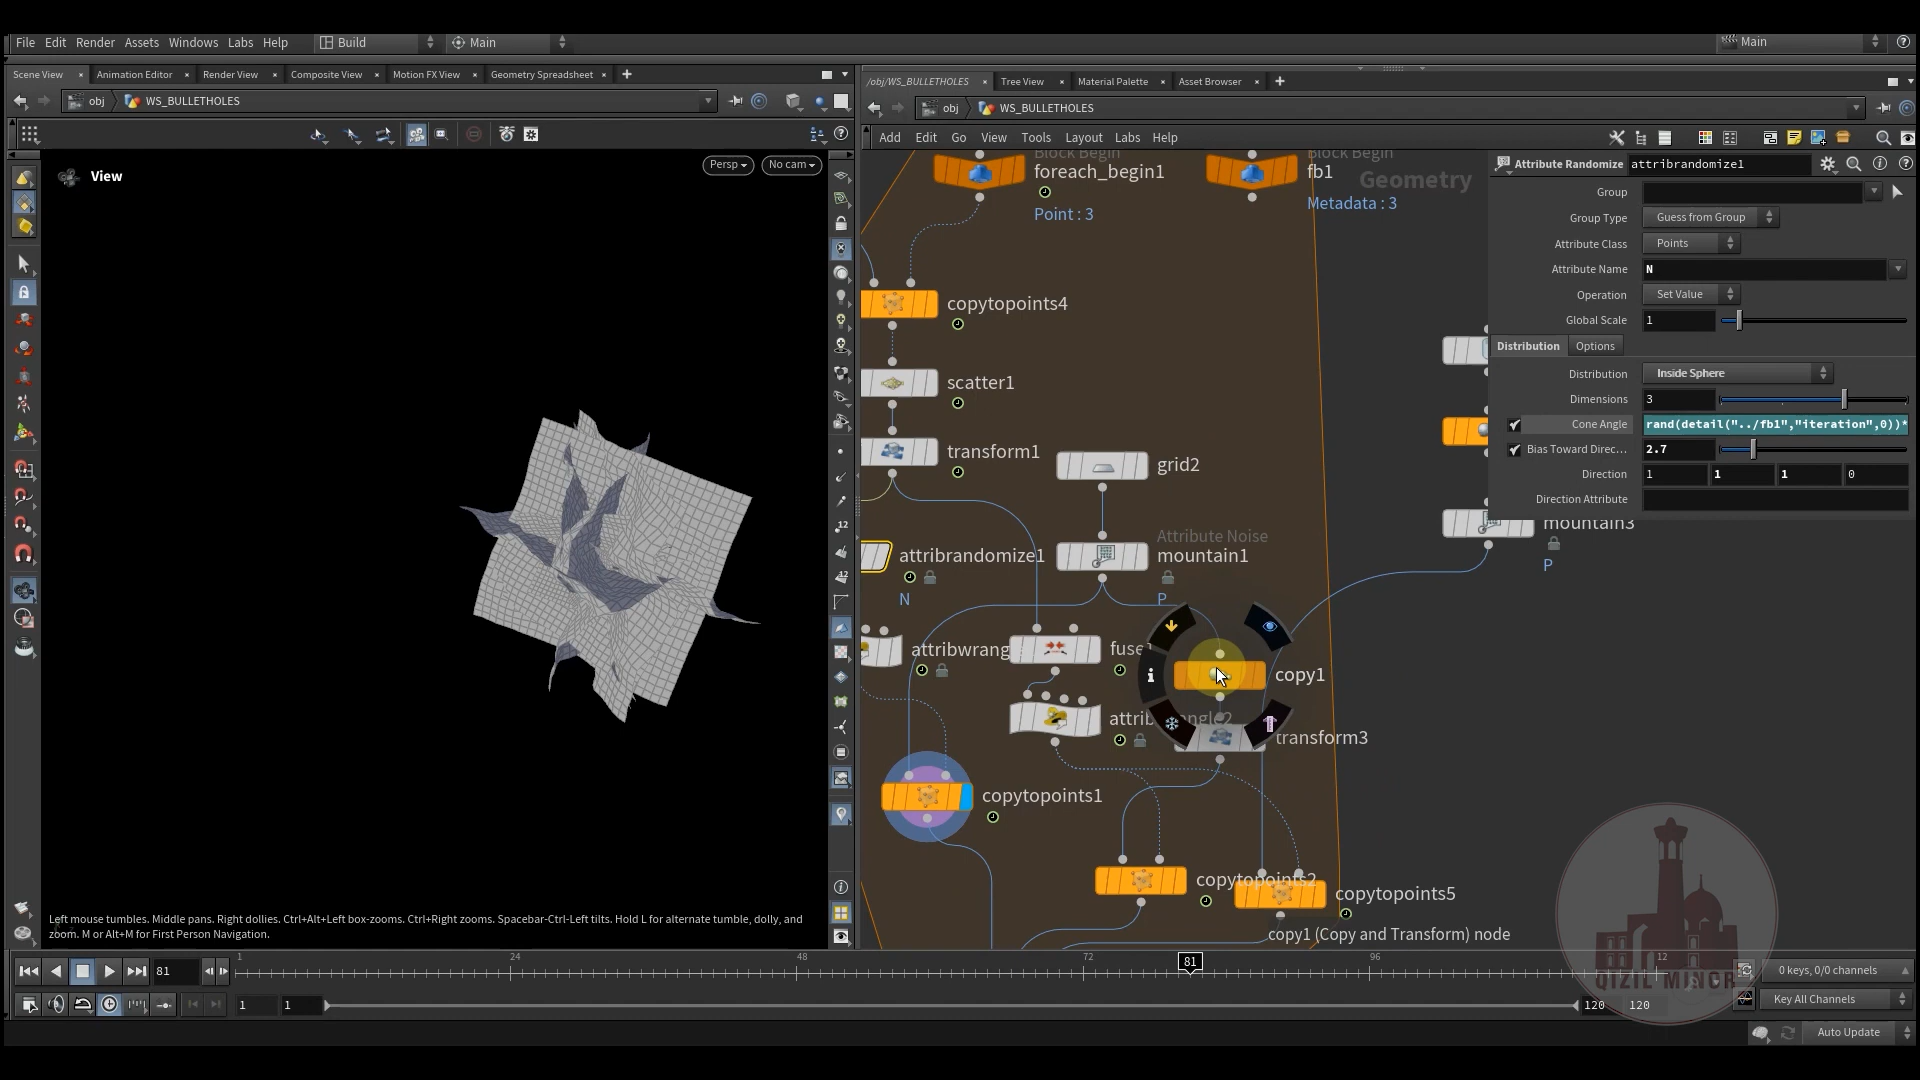 File Edit Render Assets Windows Labs Help Build Main Main
Scene View Animation Editor Render View Composite View Motion FX View Geometry Spreadsheet
/obj/WS_BULLETHOLES Tree View Material Palette Asset Browser
obj WS_BULLETHOLES
obj WS_BULLETHOLES
Add Edit Go View Tools Layout Labs Help
View
Persp No cam
Block Begin
foreach_begin1
Point : 3
Block Begin
fb1
Metadata : 3
Geometry
copytopoints4
scatter1
transform1
grid2
attribrandomize1
N
Attribute Noise
mountain1
P
attribwrang
fuse
copy1
transform3
copytopoints1
copytopoints2
copytopoints5
copy1 (Copy and Transform) node
mountain3
P
12
12
Attribute Randomize attribrandomize1
Group
Group Type Guess from Group
Attribute Class Points
Attribute Name N
Operation Set Value
Global Scale 1
Distribution Options
Distribution Inside Sphere
Dimensions 3
Cone Angle rand(detail("../fb1","iteration",0))*
Bias Toward Direc... 2.7
Direction 1 1 1 0
Direction Attribute
Left mouse tumbles. Middle pans. Right dollies. Ctrl+Alt+Left box-zooms. Ctrl+Right zooms. Spacebar-Ctrl-Left tilts. Hold L for alternate tumble, dolly, and
zoom. M or Alt+M for First Person Navigation.
81 1 24 48 72 81 96 12
0 keys, 0/0 channels
QIZIL MINOR
1 1 120 120
Key All Channels
Auto Update